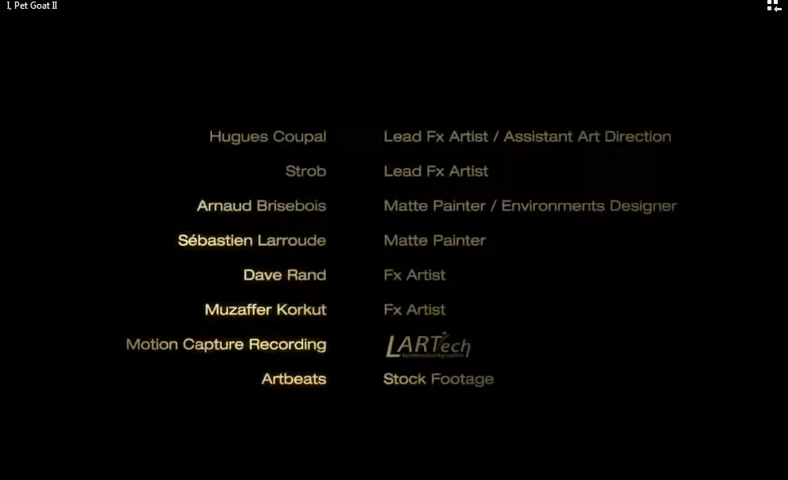 I, Pet Goat II
Hugues Coupal Lead Fx Artist / Assistant Art Direction
Strob Lead Fx Artist
Arnaud Brisebois Matte Painter / Environments Designer
Sébastien Larroude Matte Painter
Dave Rand Fx Artist
Muzaffer Korkut Fx Artist
Motion Capture Recording LARTech
Artbeats Stock Footage